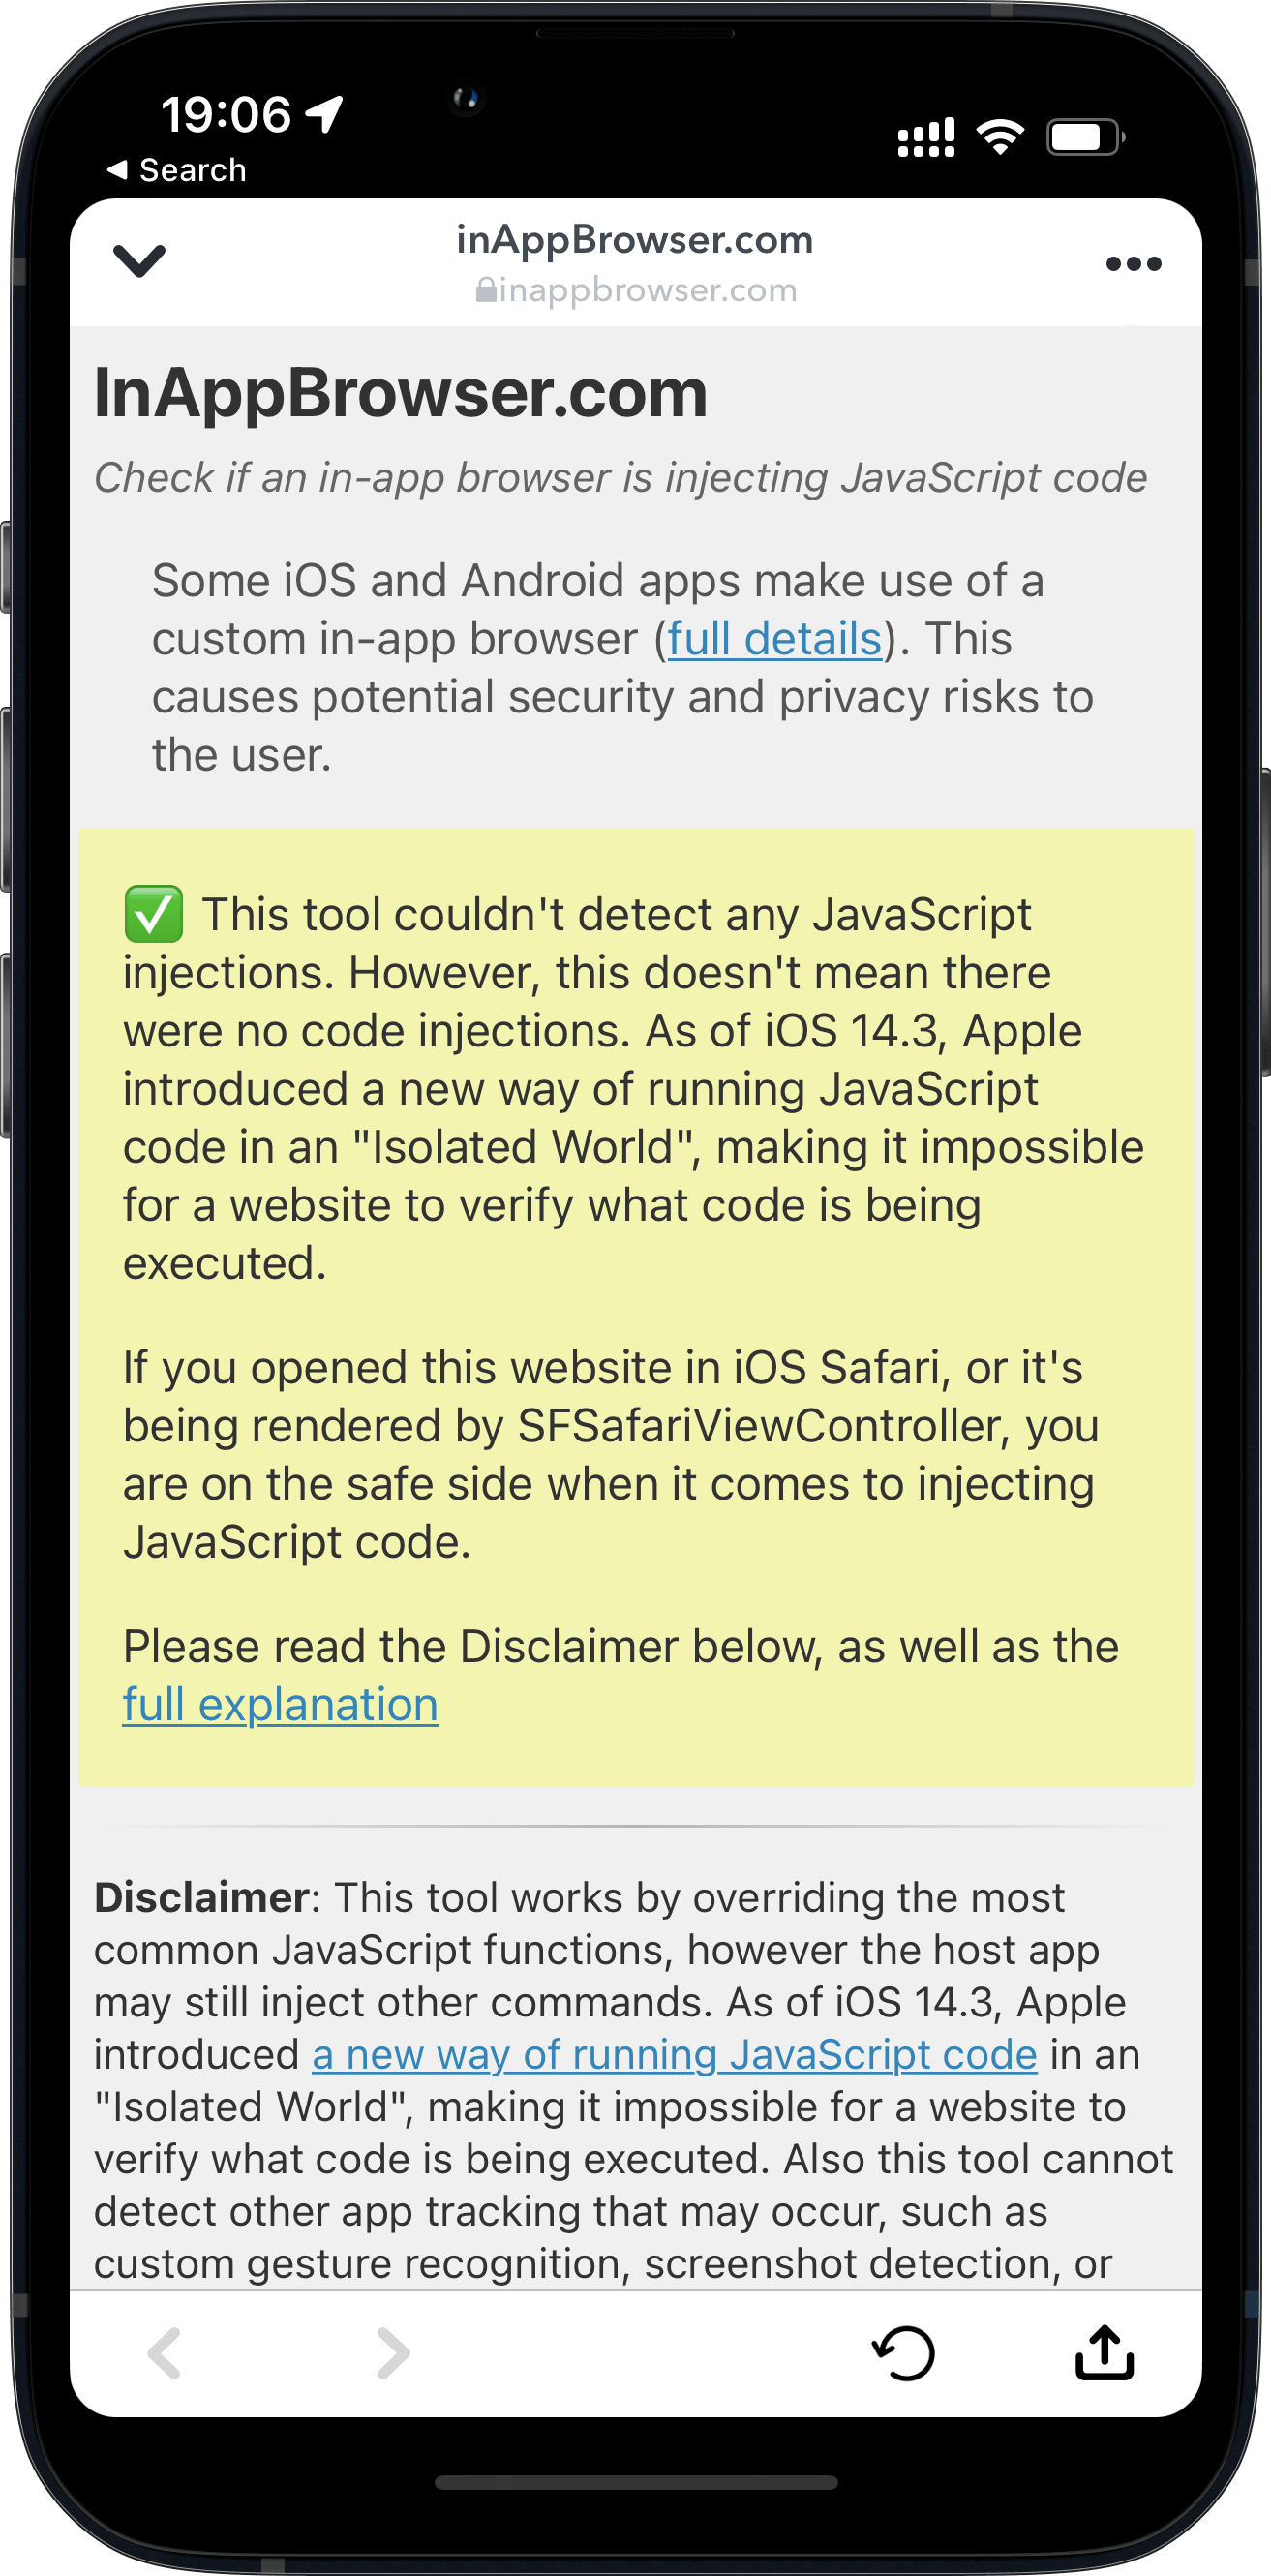 19:06
Search
inAppBrowser.com
inappbrowser.com
InAppBrowser.com
Check if an in-app browser is injecting JavaScript code
Some iOS and Android apps make use of a
custom in-app browser (full details). This
causes potential security and privacy risks to
the user.
✅ This tool couldn't detect any JavaScript
injections. However, this doesn't mean there
were no code injections. As of iOS 14.3, Apple
introduced a new way of running JavaScript
code in an "Isolated World", making it impossible
for a website to verify what code is being
executed.
If you opened this website in iOS Safari, or it's
being rendered by SFSafariViewController, you
are on the safe side when it comes to injecting
JavaScript code.
Please read the Disclaimer below, as well as the
full explanation
Disclaimer: This tool works by overriding the most
common JavaScript functions, however the host app
may still inject other commands. As of iOS 14.3, Apple
introduced a new way of running JavaScript code in an
"Isolated World", making it impossible for a website to
verify what code is being executed. Also this tool cannot
detect other app tracking that may occur, such as
custom gesture recognition, screenshot detection, or